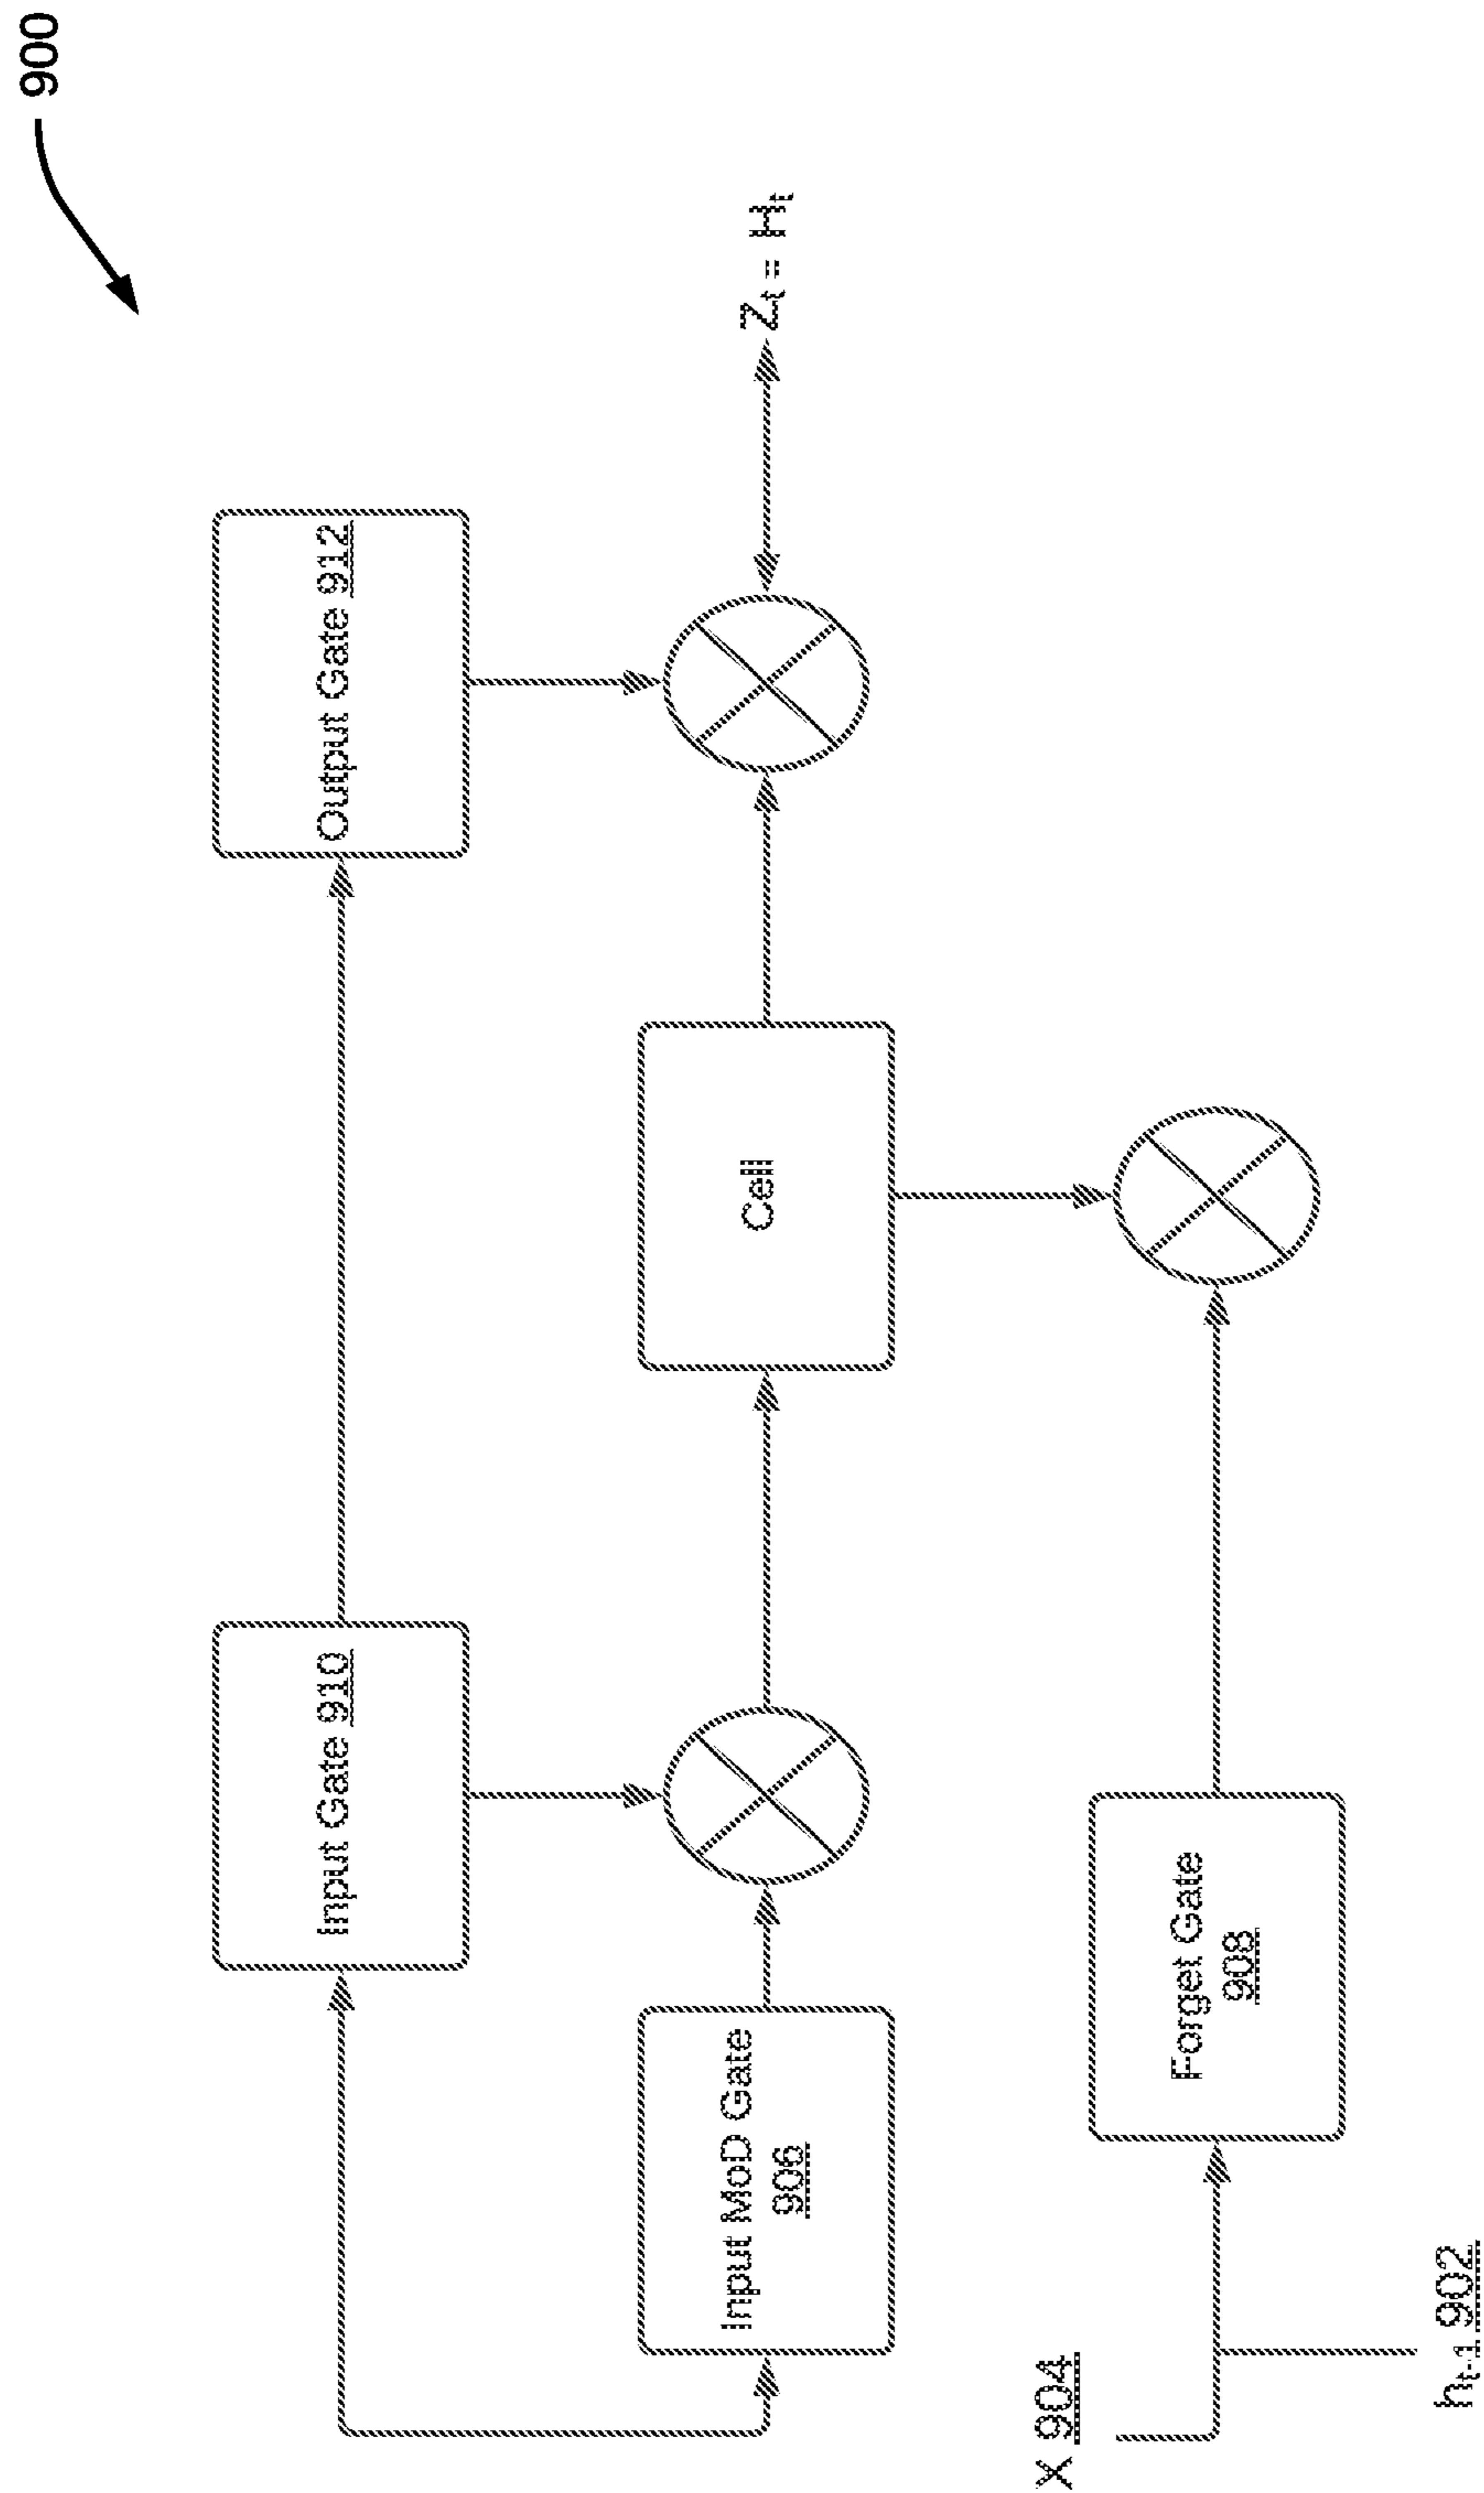 900
Input Gate 910
Output Gate 912
Input MoD Gate
906
Cell
Zt = Ht
X 904
Forget Gate
908
ht-1 902